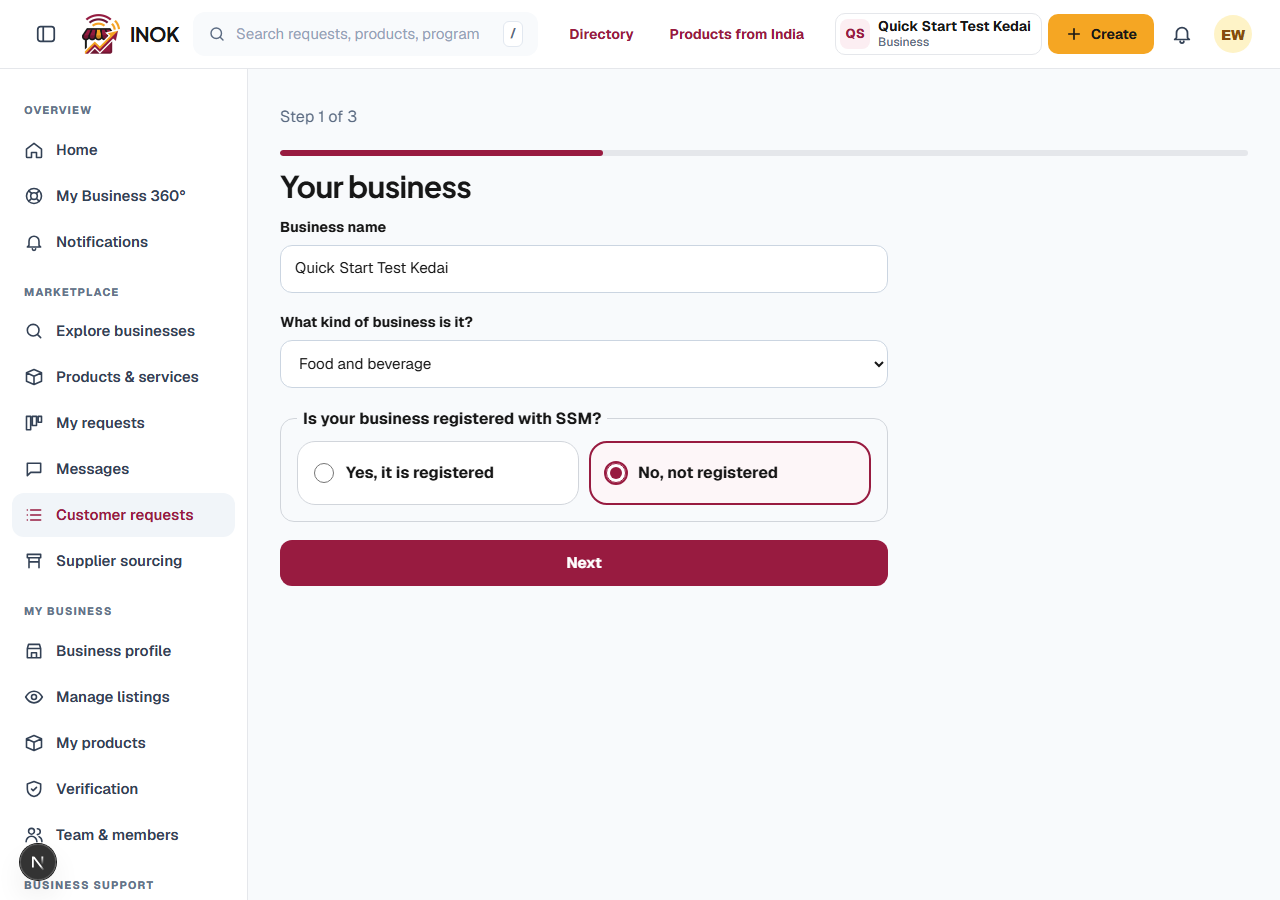 INOK
Search requests, products, program
/
Directory
Products from India
QS
Quick Start Test Kedai
Business
+ Create
EW
OVERVIEW
Home
My Business 360°
Notifications
MARKETPLACE
Explore businesses
Products & services
My requests
Messages
Customer requests
Supplier sourcing
MY BUSINESS
Business profile
Manage listings
My products
Verification
Team & members
N
BUSINESS SUPPORT
Step 1 of 3
Your business
Business name
Quick Start Test Kedai
What kind of business is it?
Food and beverage
Is your business registered with SSM?
Yes, it is registered
No, not registered
Next